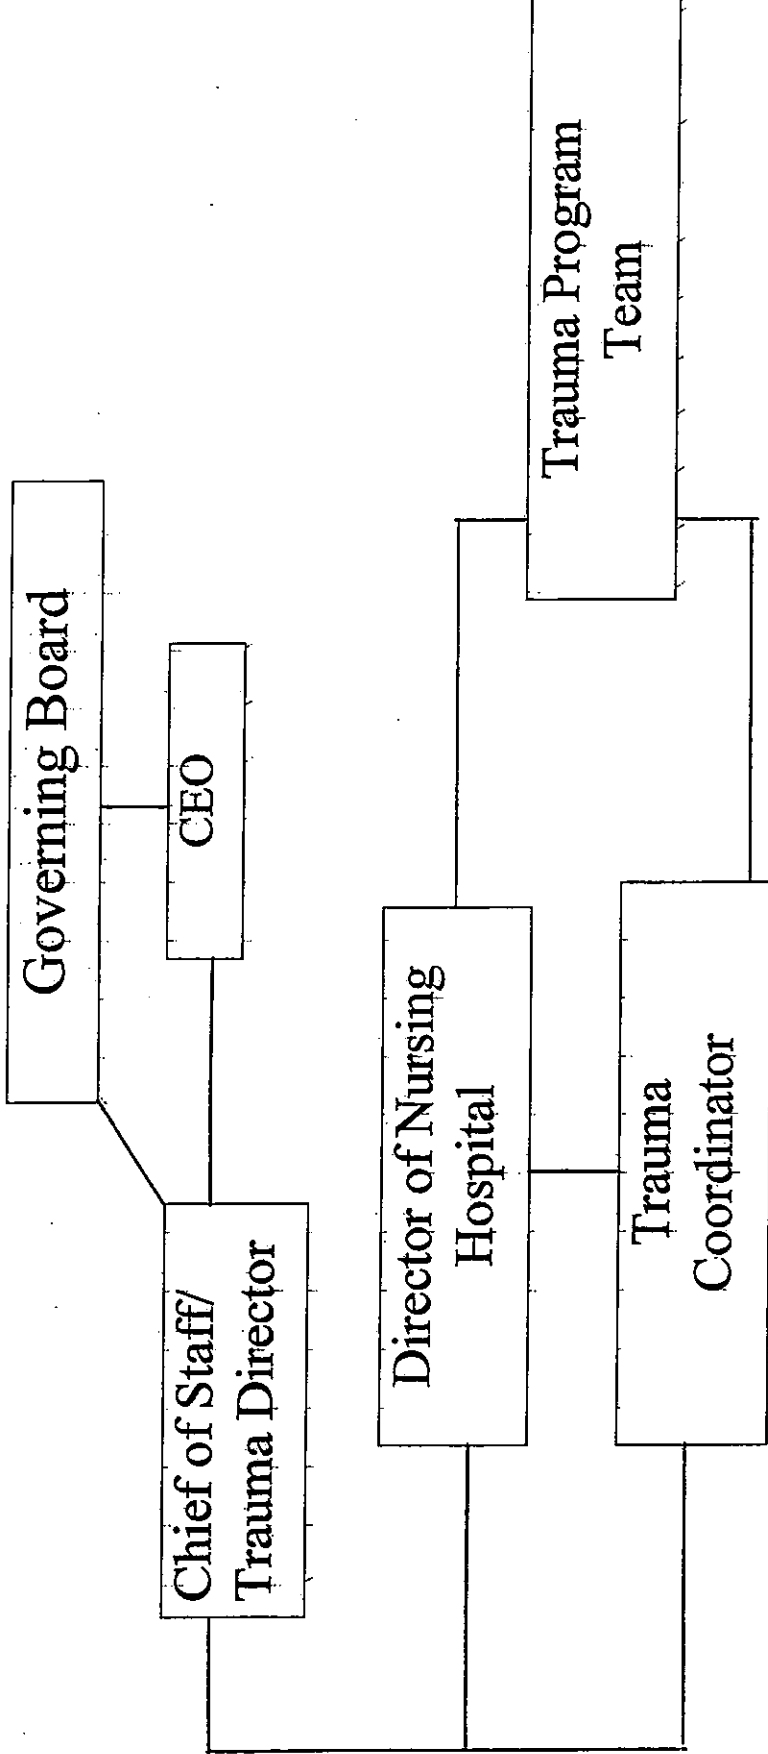 Governing Board
CEO
Chief of Staff/
Trauma Director
Director of Nursing
Hospital
Trauma
Coordinator
Trauma Program
Team